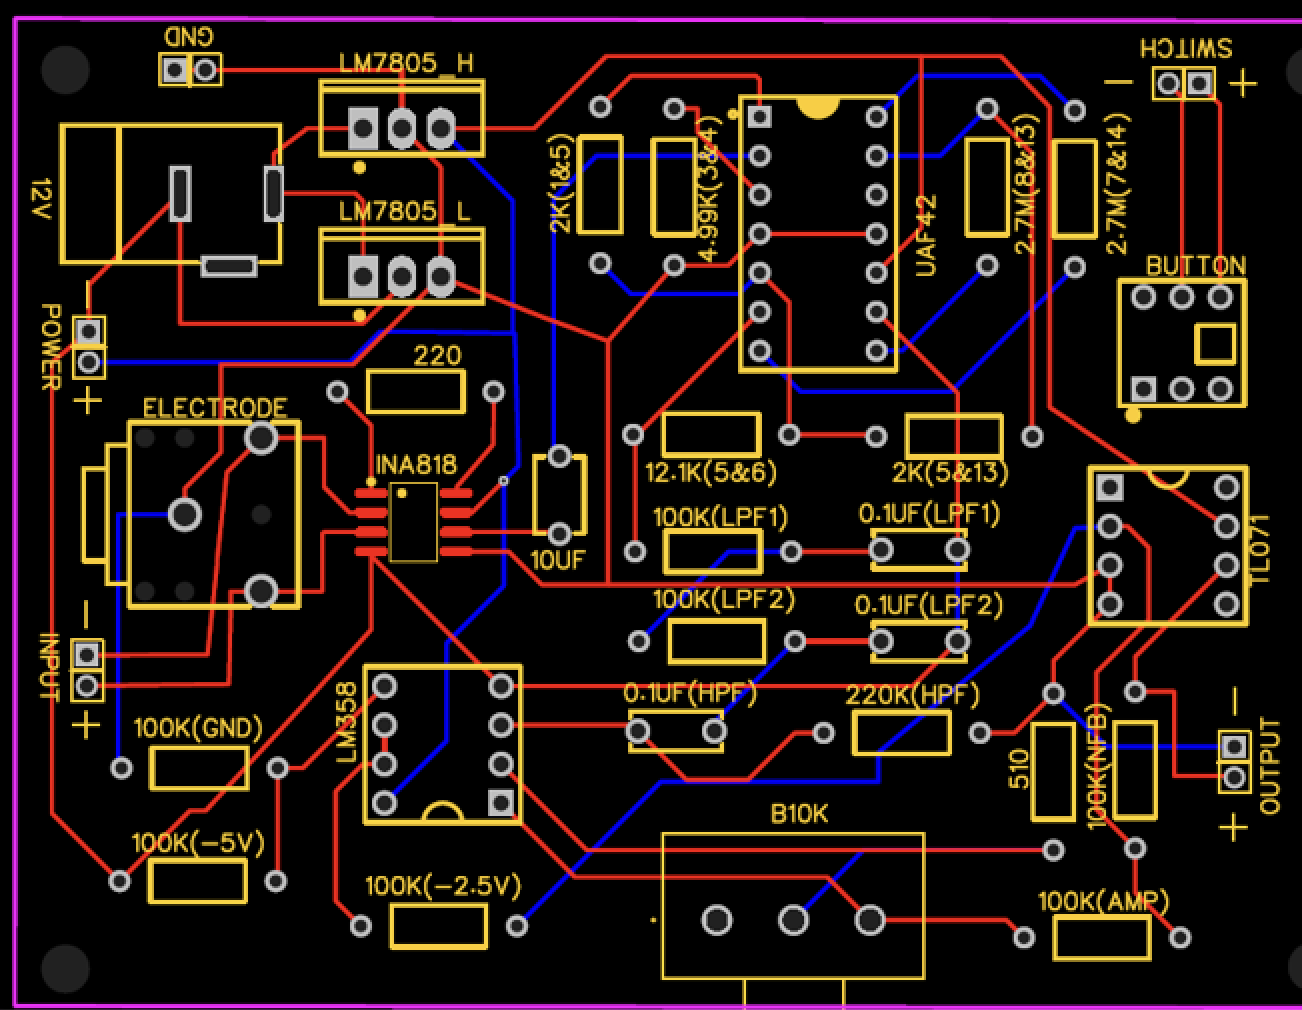 GND
SWITCH
LM7805_H
- +
12V
2K(1&5)
4.99K(3&4)
UAF42
2.7M(8&13)
2.7M(7&14)
LM7805_L
BUTTON
-
POWER
+
220
ELECTRODE
INA818
12.1K(5&6)
2K(5&13)
100K(LPF1)
0.1UF(LPF1)
TL071
10UF
100K(LPF2)
0.1UF(LPF2)
-
INPUT
+
LM358
0.1UF(HPF)
220K(HPF)
100K(GND)
510
100K(NFB)
-
OUTPUT
+
B10K
100K(-5V)
100K(-2.5V)
100K(AMP)